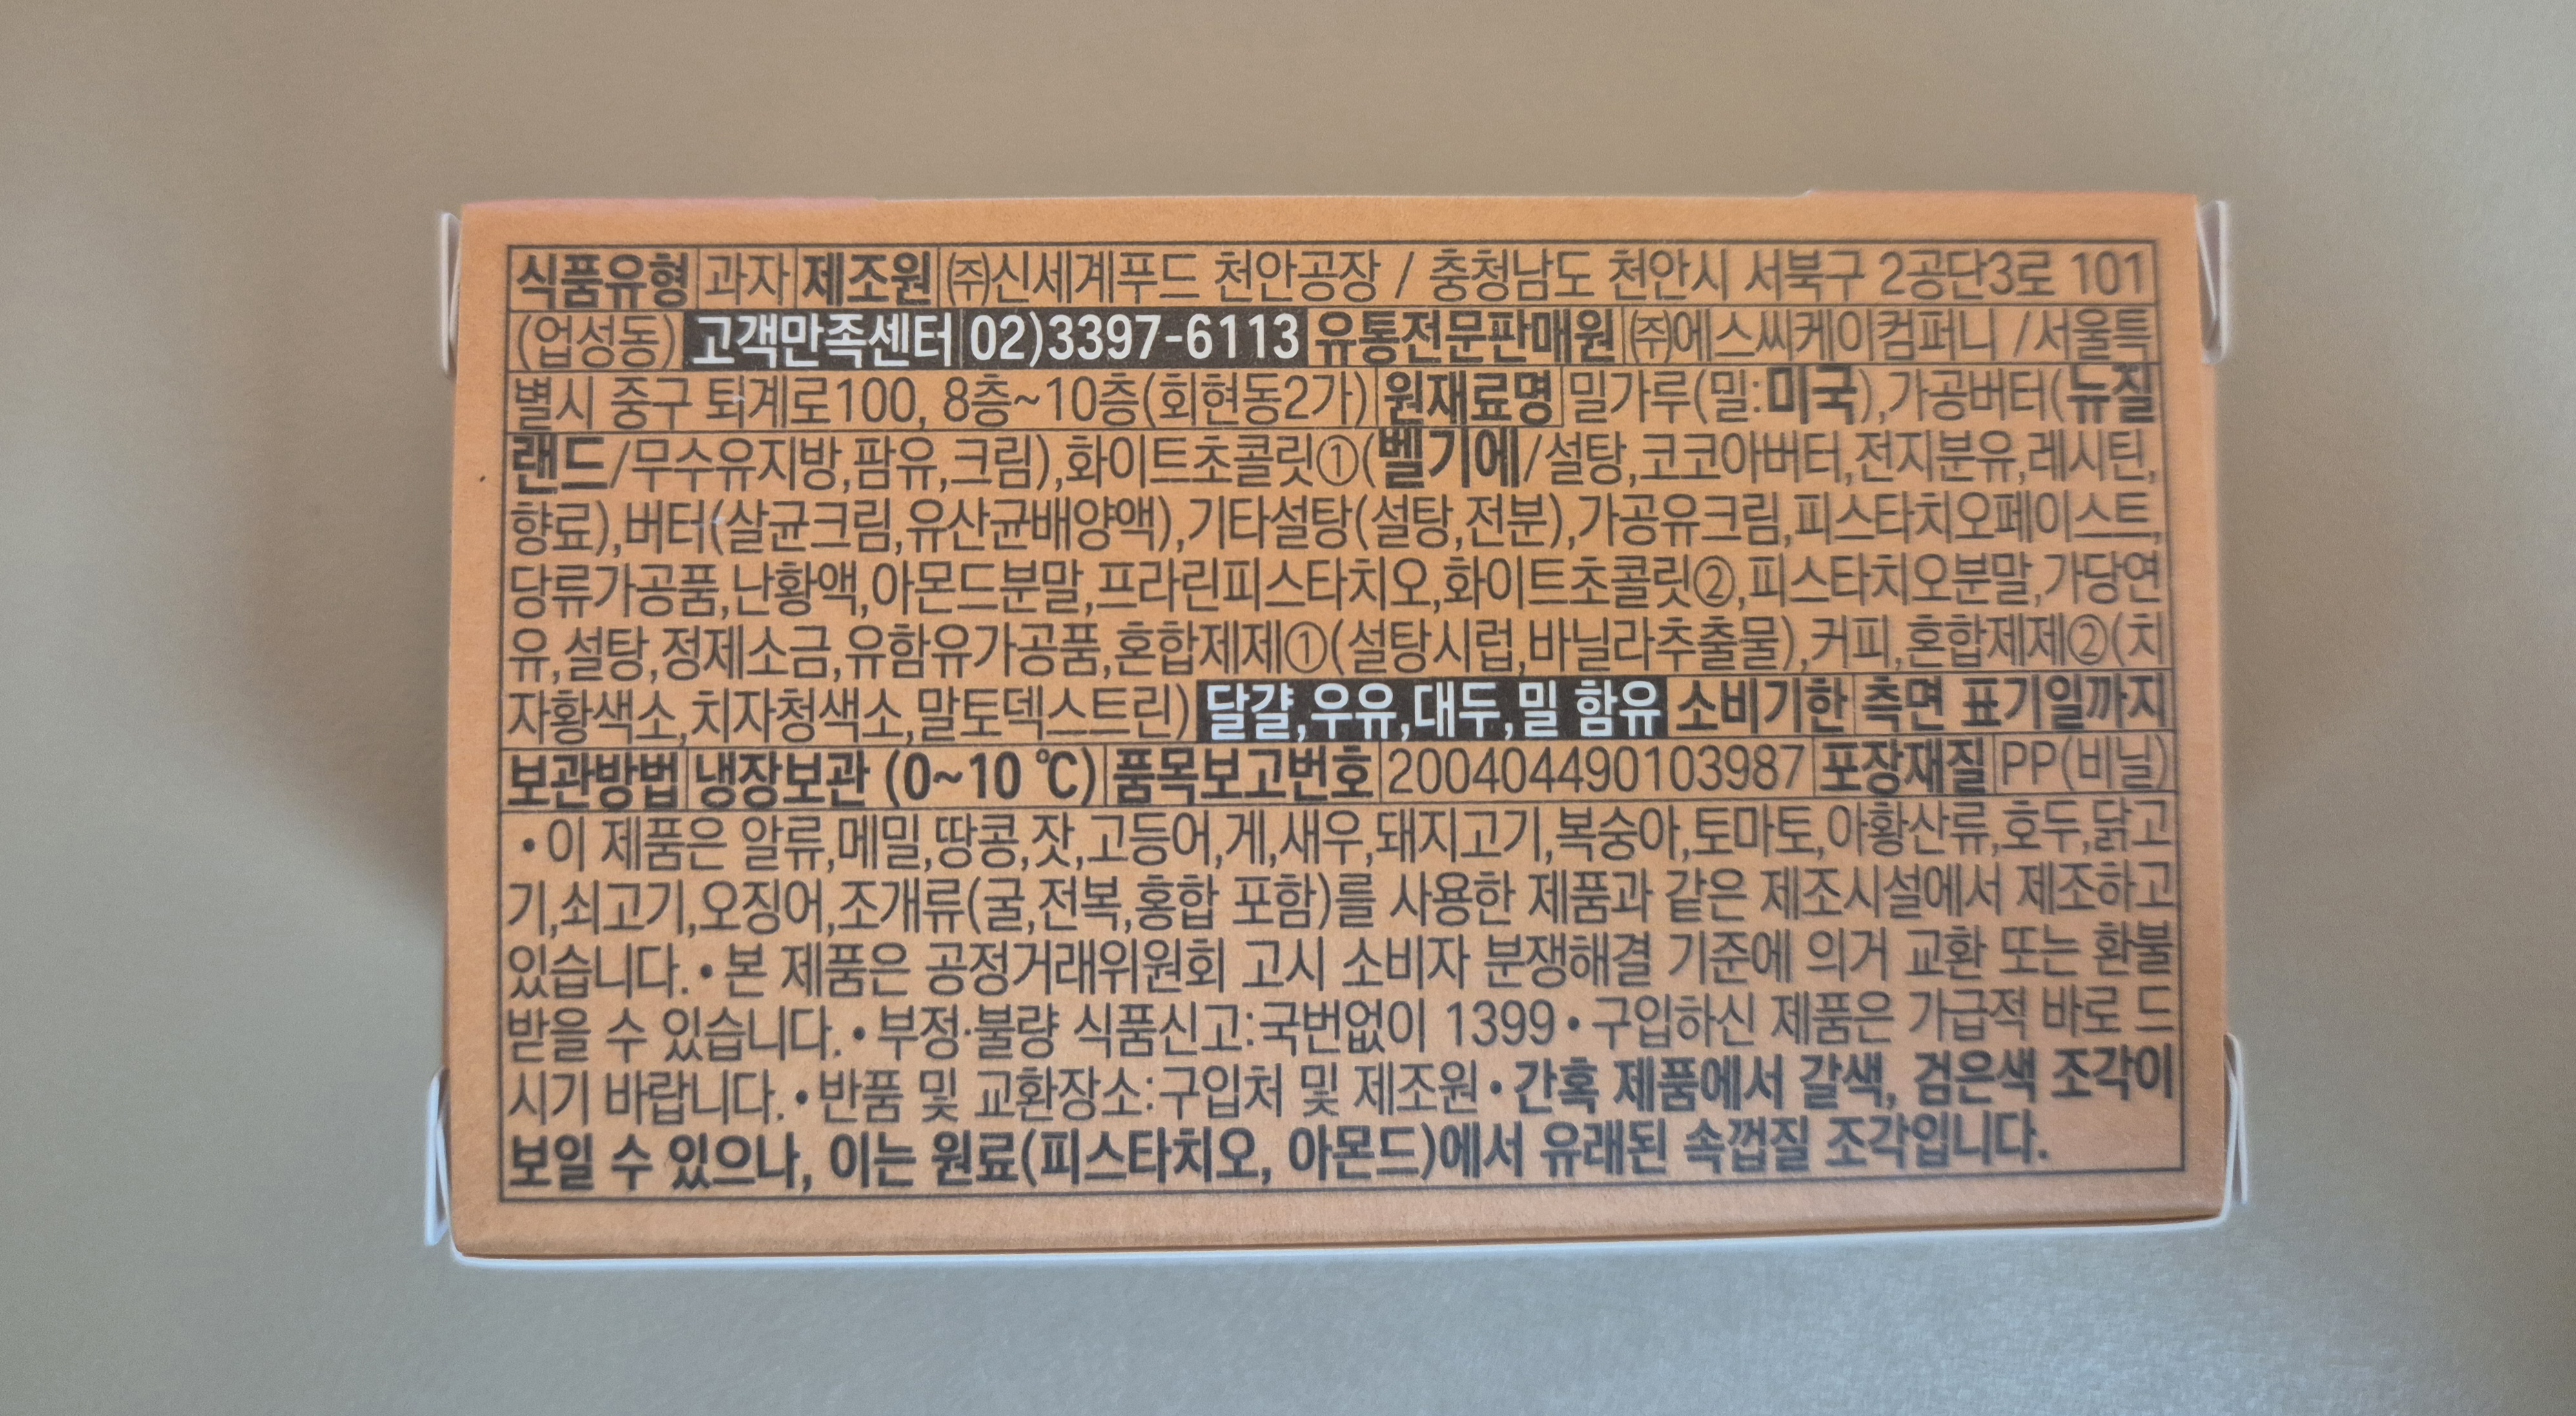 식품유형 과자 제조원 ㈜신세계푸드 천안공장 / 충청남도 천안시 서북구 2공단3로 101
(업성동) 고객만족센터 02)3397-6113 유통전문판매원 ㈜에스씨케이컴퍼니 /서울특
별시 중구 퇴계로100, 8층~10층(회현동2가) 원재료명 밀가루(밀:미국),가공버터(뉴질
랜드/무수유지방,팜유,크림),화이트초콜릿①(벨기에/설탕,코코아버터,전지분유,레시틴,
향료),버터(살균크림,유산균배양액),기타설탕(설탕,전분),가공유크림,피스타치오페이스트,
당류가공품,난황액,아몬드분말,프라린피스타치오,화이트초콜릿②,피스타치오분말,가당연
유,설탕,정제소금,유함유가공품,혼합제제①(설탕시럽,바닐라추출물),커피,혼합제제②(치
자황색소,치자청색소,말토덱스트린) 달걀,우유,대두,밀 함유 소비기한 측면 표기일까지
보관방법 냉장보관 (0~10 ℃) 품목보고번호 200404490103987 포장재질 PP(비닐)
• 이 제품은 알류,메밀,땅콩,잣,고등어,게,새우,돼지고기,복숭아,토마토,아황산류,호두,닭고
기,쇠고기,오징어,조개류(굴,전복,홍합 포함)를 사용한 제품과 같은 제조시설에서 제조하고
있습니다. • 본 제품은 공정거래위원회 고시 소비자 분쟁해결 기준에 의거 교환 또는 환불
받을 수 있습니다. • 부정·불량 식품신고:국번없이 1399 • 구입하신 제품은 가급적 바로 드
시기 바랍니다. • 반품 및 교환장소:구입처 및 제조원 • 간혹 제품에서 갈색, 검은색 조각이
보일 수 있으나, 이는 원료(피스타치오, 아몬드)에서 유래된 속껍질 조각입니다.